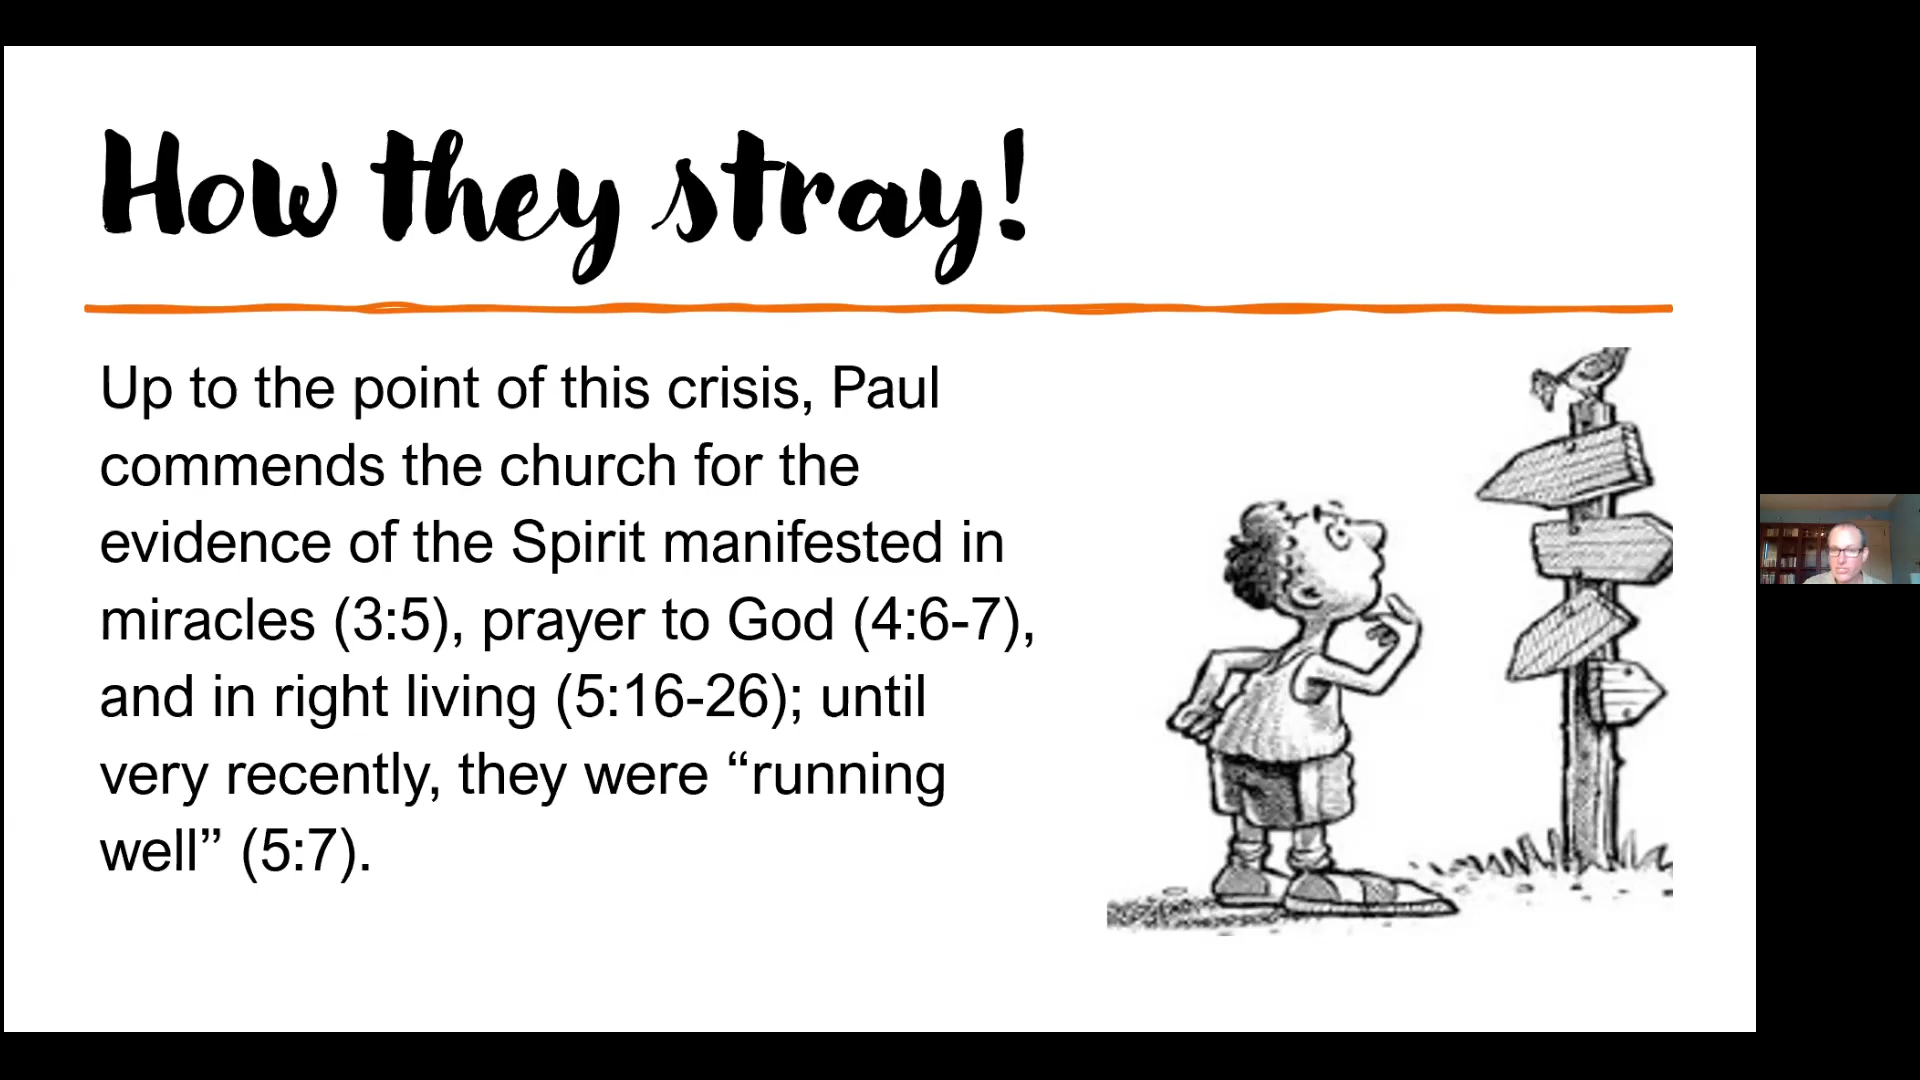 How they stray!
Up to the point of this crisis, Paul
commends the church for the
evidence of the Spirit manifested in
miracles (3:5), prayer to God (4:6-7),
and in right living (5:16-26); until
very recently, they were “running
well” (5:7).